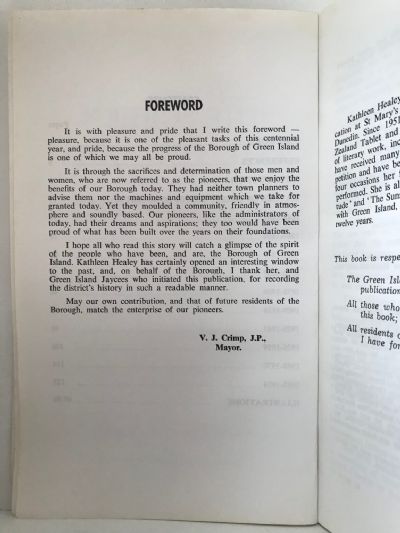 FOREWORD
It is with pleasure and pride that I write this foreword —
pleasure, because it is one of the pleasant tasks of this centennial
year, and pride, because the progress of the Borough of Green Island
is one of which we may all be proud.
It is through the sacrifices and determination of those men and
women, who are now referred to as the pioneers, that we enjoy the
benefits of our Borough today. They had neither town planners to
advise them nor the machines and equipment which we take for
granted today. Yet they moulded a community, friendly in atmos-
phere and soundly based. Our pioneers, like the administrators of
today, had their dreams and aspirations; they too would have been
proud of what has been built over the years on their foundations.
I hope all who read this story will catch a glimpse of the spirit
of the people who have been, and are, the Borough of Green
Island. Kathleen Healey has certainly opened an interesting window
to the past, and, on behalf of the Borough, I thank her, and
Green Island Jaycees who initiated this publication, for recording
the district's history in such a readable manner.
May our own contribution, and that of future residents of the
Borough, match the enterprise of our pioneers.
V. J. Crimp, J.P.,
Mayor.
Kathleen Healey
cation at St Mary's
Dunedin. Since 1951
Zealand Tablet and
of literary work, inc
have received many
petition and have be
four occasions her
performed. She is al
tude' and 'The Sum
with Green Island,
twelve years.
This book is respe
The Green Isl
publication
All those who
this book;
All residents o
I have for